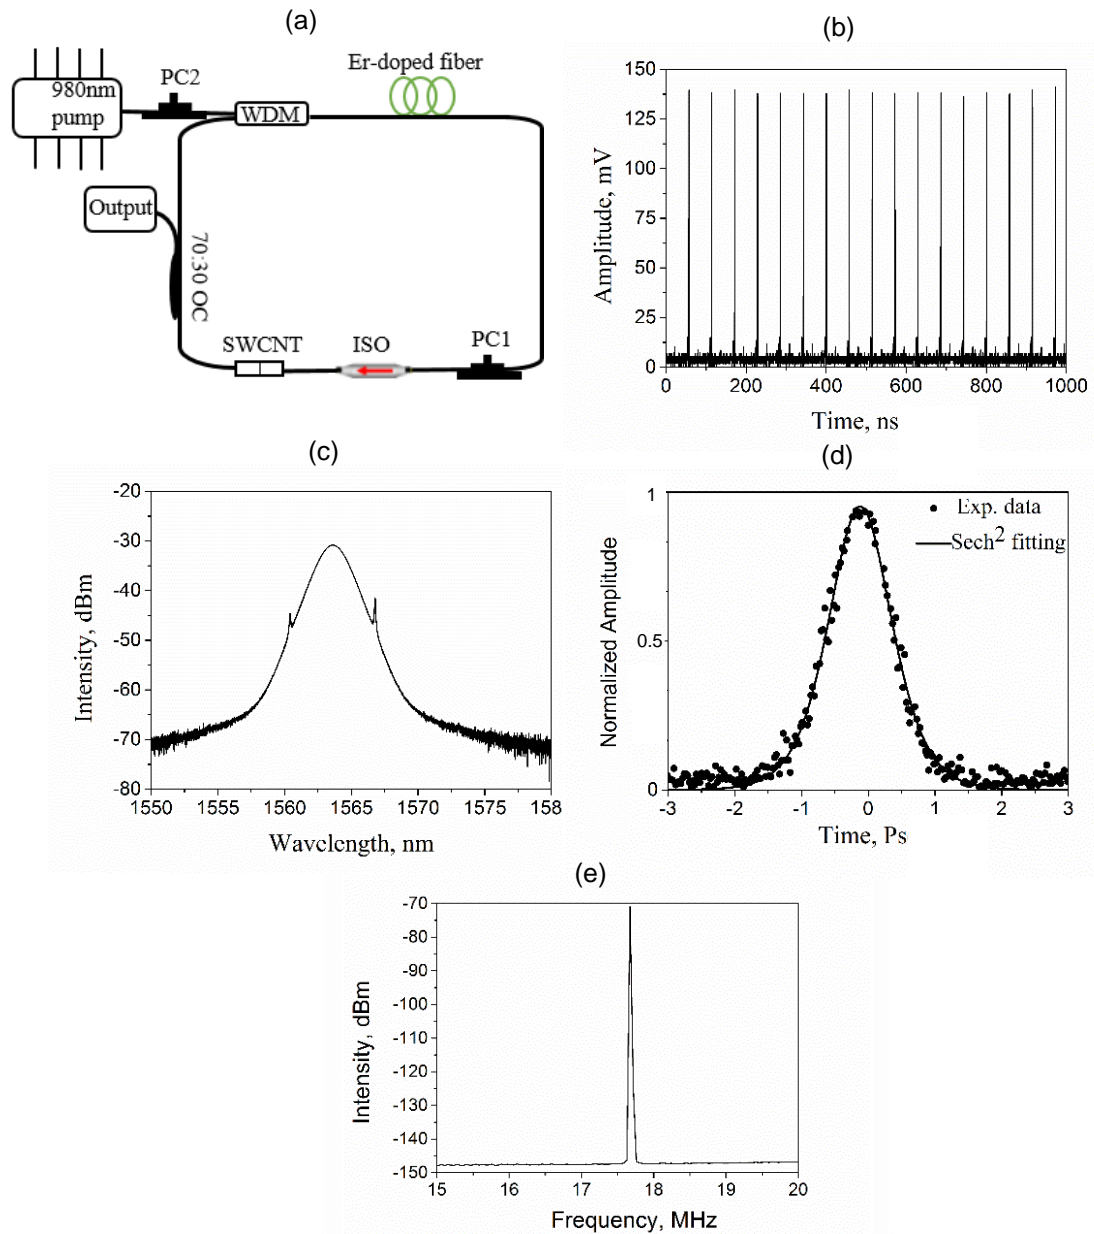 (a)
980nm
pump
PC2
WDM
Er-doped fiber
Output
70:30 OC
SWCNT
ISO
PC1
(b)
150
125
100
75
50
25
0
0 200 400 600 800 1000
Amplitude, mV
Time, ns
(c)
-20
-30
-40
-50
-60
-70
-80
1550 1555 1560 1565 1570 1575 158
Intensity, dBm
Wavelength, nm
(d)
1
0.5
0
-3 -2 -1 0 1 2 3
Exp. data
Sech2 fitting
Normalized Amplitude
Time, Ps
(e)
-70
-80
-90
-100
-110
-120
-130
-140
-150
15 16 17 18 19 20
Intensity, dBm
Frequency, MHz